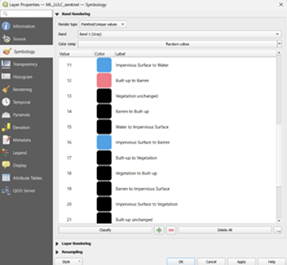 Layer Properties — ML_LULC_sentinel — Symbology
Information
Source
Symbology
Transparency
Histogram
Rendering
Temporal
Pyramids
Elevation
Metadata
Legend
Display
Attribute Tables
QGIS Server
Band Rendering
Render type Paletted/Unique values
Band Band 1 (Gray)
Color ramp Random colors
Value Color Label
11 Impervious Surface to Water
12 Built-up to Barren
13 Vegetation unchanged
14 Barren to Built-up
15 Water to Impervious Surface
16 Impervious Surface to Barren
17 Built-up to Vegetation
18 Vegetation to Built-up
19 Barren to Impervious Surface
20 Impervious Surface to Vegetation
21 Built-up unchanged
Classify Delete All ...
Layer Rendering
Resampling
Style OK Cancel Apply Help